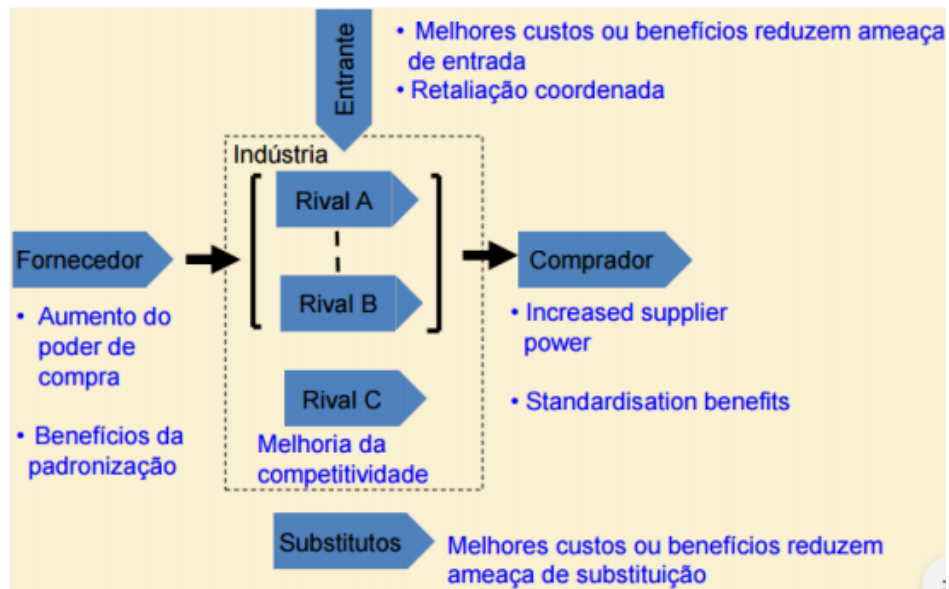 Entrante
• Melhores custos ou benefícios reduzem ameaça
de entrada
• Retaliação coordenada
Indústria
Rival A
Fornecedor
Comprador
Rival B
• Aumento do
poder de
compra
• Benefícios da
padronização
• Increased supplier
power
• Standardisation benefits
Rival C
Melhoria da
competitividade
Substitutos
Melhores custos ou benefícios reduzem
ameaça de substituição